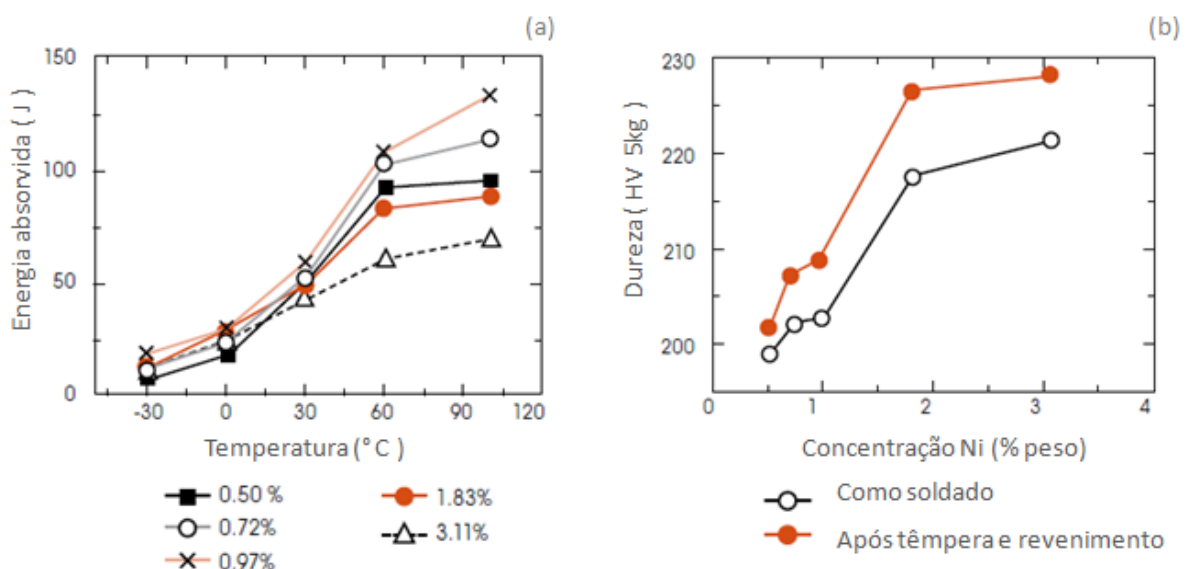 (a)
150
100
50
0
Energia absorvida ( J )
-30 0 30 60 90 120
Temperatura (° C )
0.50 %
0.72%
0.97%
1.83%
3.11%
(b)
230
220
210
200
Dureza ( HV 5kg )
0 1 2 3 4
Concentração Ni (% peso)
Como soldado
Após têmpera e revenimento